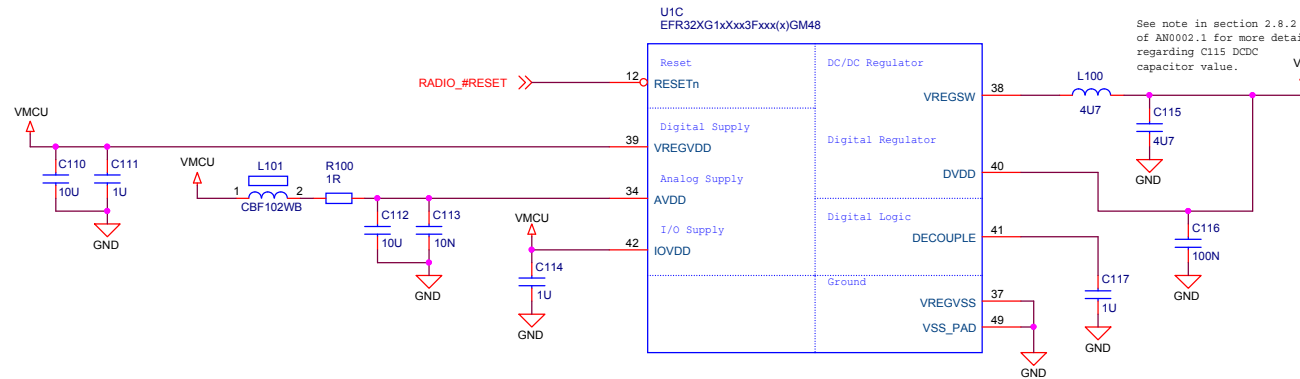 U1C
EFR32XG1xXxx3Fxxx(x)GM48
See note in section 2.8.2
of AN0002.1 for more detai
regarding C115 DCDC
capacitor value.
V
Reset
DC/DC Regulator
RADIO_#RESET
12
RESETn
VREGSW
38
L100
4U7
C115
4U7
GND
VMCU
Digital Supply
Digital Regulator
39
VREGVDD
C110
10U
C111
1U
GND
VMCU
L101
1
2
CBF102WB
R100
1R
Analog Supply
34
AVDD
DVDD
40
C112
10U
C113
10N
GND
VMCU
I/O Supply
42
IOVDD
C114
1U
GND
Digital Logic
DECOUPLE
41
C116
100N
GND
C117
1U
GND
Ground
VREGVSS
37
VSS_PAD
49
GND